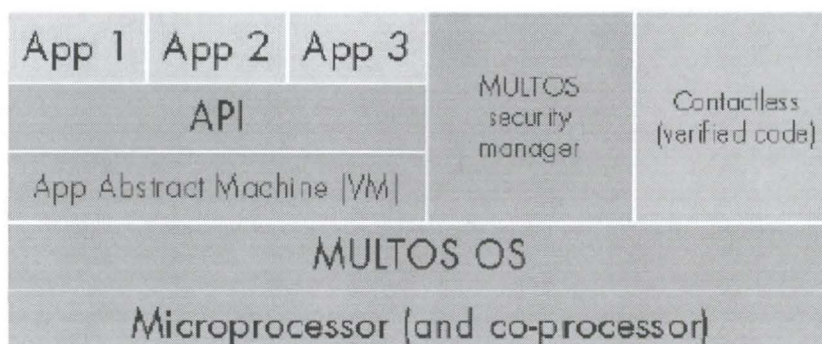 App 1
App 2
App 3
API
App Abstract Machine |VM|
MULTOS
security
manager
Contactless
(verified code)
MULTOS OS
Microprocessor (and co-processor)